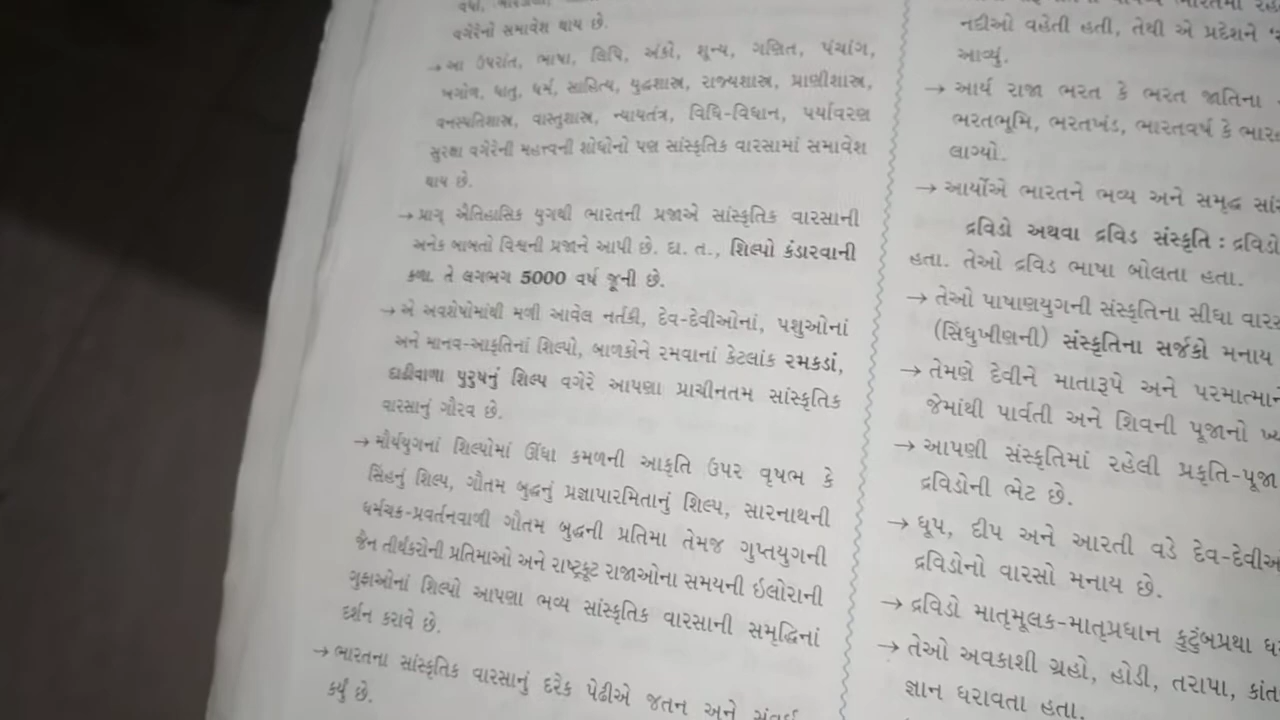 વગેરેનો સમાવેશ થાય છે.
→ આ ઉપરાંત, ભાષા, લિપિ, અંકો, શૂન્ય, ગણિત, પંચાંગ,
ખગોળ, ધાતુ, ધર્મ, સાહિત્ય, યુદ્ધશાસ્ત્ર, રાજ્યશાસ્ત્ર, પ્રાણીશાસ્ત્ર,
વનસ્પતિશાસ્ત્ર, વાસ્તુશાસ્ત્ર, ન્યાયતંત્ર, વિધિ-વિધાન, પર્યાવરણ
સુરક્ષા વગેરેની મહત્ત્વની શોધોનો પણ સાંસ્કૃતિક વારસામાં સમાવેશ
થાય છે.
→ પ્રાગ્ ઐતિહાસિક યુગથી ભારતની પ્રજાએ સાંસ્કૃતિક વારસાની
અનેક બાબતો વિશ્વની પ્રજાને આપી છે. દા. ત., શિલ્પો કંડારવાની
કળા. તે લગભગ 5000 વર્ષ જૂની છે.
→ એ અવશેષોમાંથી મળી આવેલ નર્તકી, દેવ-દેવીઓનાં, પશુઓનાં
અને માનવ-આકૃતિનાં શિલ્પો, બાળકોને રમવાનાં કેટલાંક રમકડાં,
દાઢીવાળા પુરુષનું શિલ્પ વગેરે આપણા પ્રાચીનતમ સાંસ્કૃતિક
વારસાનું ગૌરવ છે.
→ મૌર્યયુગનાં શિલ્પોમાં ઊંધા કમળની આકૃતિ ઉપર વૃષભ કે
સિંહનું શિલ્પ, ગૌતમ બુદ્ધનું પ્રજ્ઞાપારમિતાનું શિલ્પ, સારનાથની
ધર્મચક્ર-પ્રવર્તનવાળી ગૌતમ બુદ્ધની પ્રતિમા તેમજ ગુપ્તયુગની
જૈન તીર્થંકરોની પ્રતિમાઓ અને રાષ્ટ્રકૂટ રાજાઓના સમયની ઇલોરાની
ગુફાઓનાં શિલ્પો આપણા ભવ્ય સાંસ્કૃતિક વારસાની સમૃદ્ધિનાં
દર્શન કરાવે છે.
→ ભારતના સાંસ્કૃતિક વારસાનું દરેક પેઢીએ જતન અને
કર્યું છે.
નદીઓ વહેતી હતી, તેથી એ પ્રદેશને
આવ્યું.
→ આર્ય રાજા ભરત કે ભરત જાતિના
ભરતભૂમિ, ભરતખંડ, ભારતવર્ષ કે
લાગ્યો.
→ આર્યોએ ભારતને ભવ્ય અને સમૃદ્ધ
દ્રવિડો અથવા દ્રવિડ સંસ્કૃતિ : દ્રવિડો
હતા. તેઓ દ્રવિડ ભાષા બોલતા હતા.
→ તેઓ પાષાણયુગની સંસ્કૃતિના સીધા
(સિંધુખીણની) સંસ્કૃતિના સર્જકો મનાય
→ તેમણે દેવીને માતારૂપે અને
જેમાંથી પાર્વતી અને શિવની પૂજાનો
→ આપણી સંસ્કૃતિમાં રહેલી પ્રકૃતિ-પૂજા
દ્રવિડોની ભેટ છે.
→ ધૂપ, દીપ અને આરતી વડે
દ્રવિડોનો વારસો મનાય છે.
→ દ્રવિડો માતૃમૂલક-માતૃપ્રધાન કુટુંબપ્રથા
→ તેઓ અવકાશી ગ્રહો, હોડી, તરાપા,
જ્ઞાન ધરાવતા હતા.